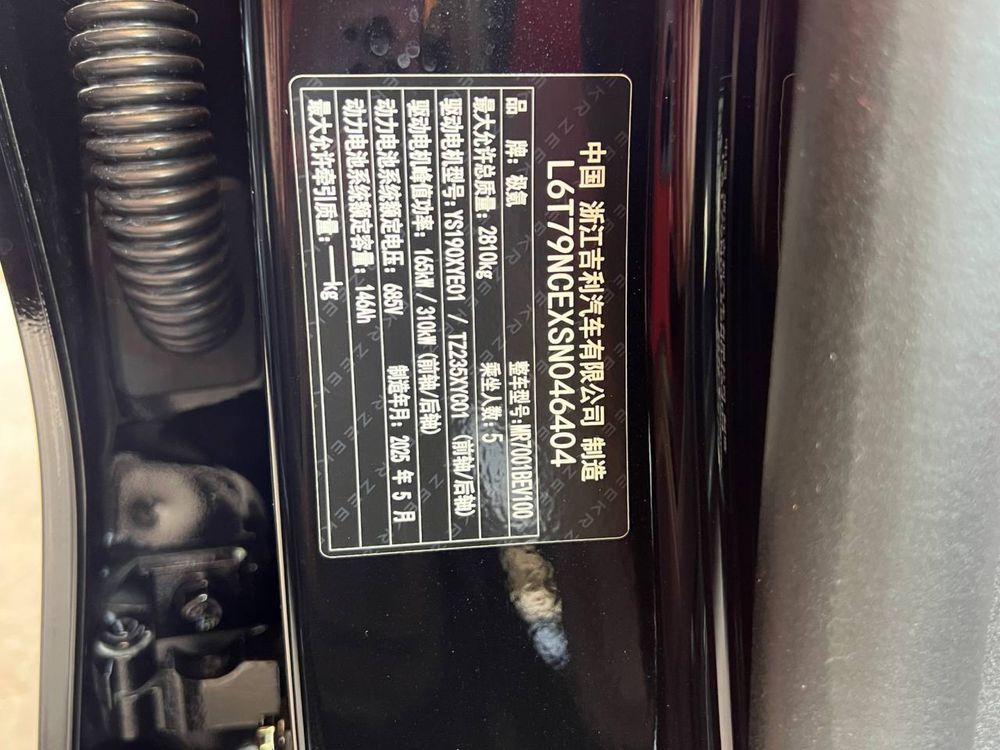 中国 浙江吉利汽车有限公司 制造
L6T79NCEXSN046404
品 牌：极氪 整车型号：MR7001BEV100
最大允许总质量：2810kg 乘坐人数：5
驱动电机型号：YS190XYE01 / TZ235XYC01 (前轴/后轴)
驱动电机峰值功率：165kW / 310kW (前轴/后轴)
动力电池系统额定电压：685V 制造年月：2025 年 5 月
动力电池系统额定容量：146Ah
最大允许牵引质量：——kg
ZEEKR